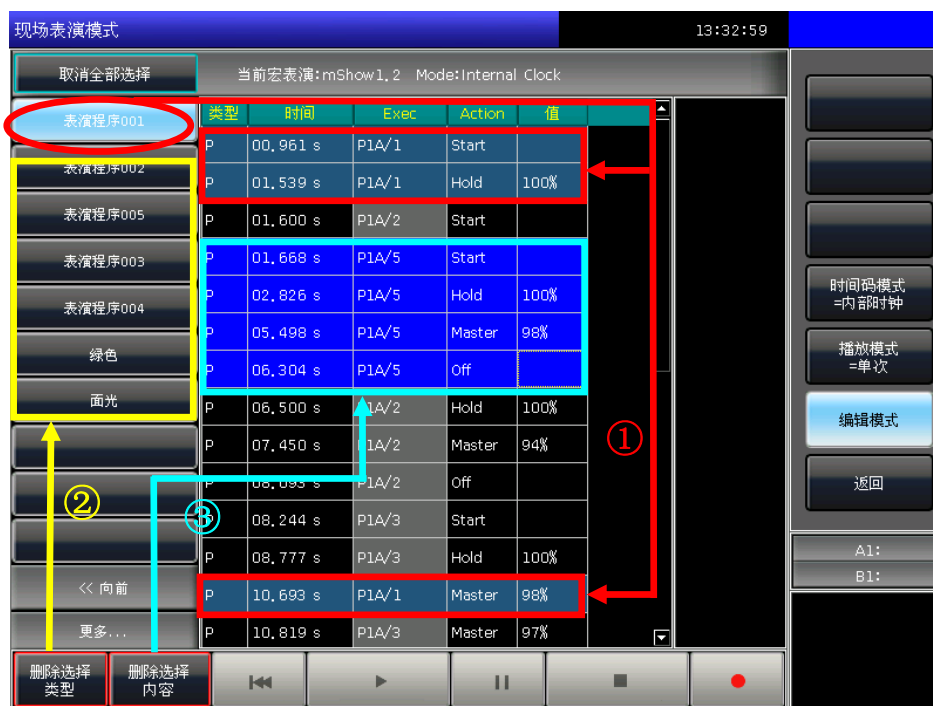 现场表演模式 13:32:59
取消全部选择 当前宏表演:mShow1.2 Mode:Internal Clock
表演程序001
表演程序002
表演程序005
表演程序003
表演程序004
绿色
面光
<< 向前
更多...
类型 时间 Exec Action 值
P 00.961 s P1A/1 Start
P 01.539 s P1A/1 Hold 100%
P 01.600 s P1A/2 Start
P 01.668 s P1A/5 Start
P 02.826 s P1A/5 Hold 100%
P 05.498 s P1A/5 Master 98%
P 06.304 s P1A/5 Off
P 06.500 s P1A/2 Hold 100%
P 07.450 s P1A/2 Master 94%
P 08.093 s P1A/2 Off
P 08.244 s P1A/3 Start
P 08.777 s P1A/3 Hold 100%
P 10.693 s P1A/1 Master 98%
P 10.819 s P1A/3 Master 97%
①
②
③
时间码模式
=内部时钟
播放模式
=单次
编辑模式
返回
A1:
B1:
删除选择
类型
删除选择
内容